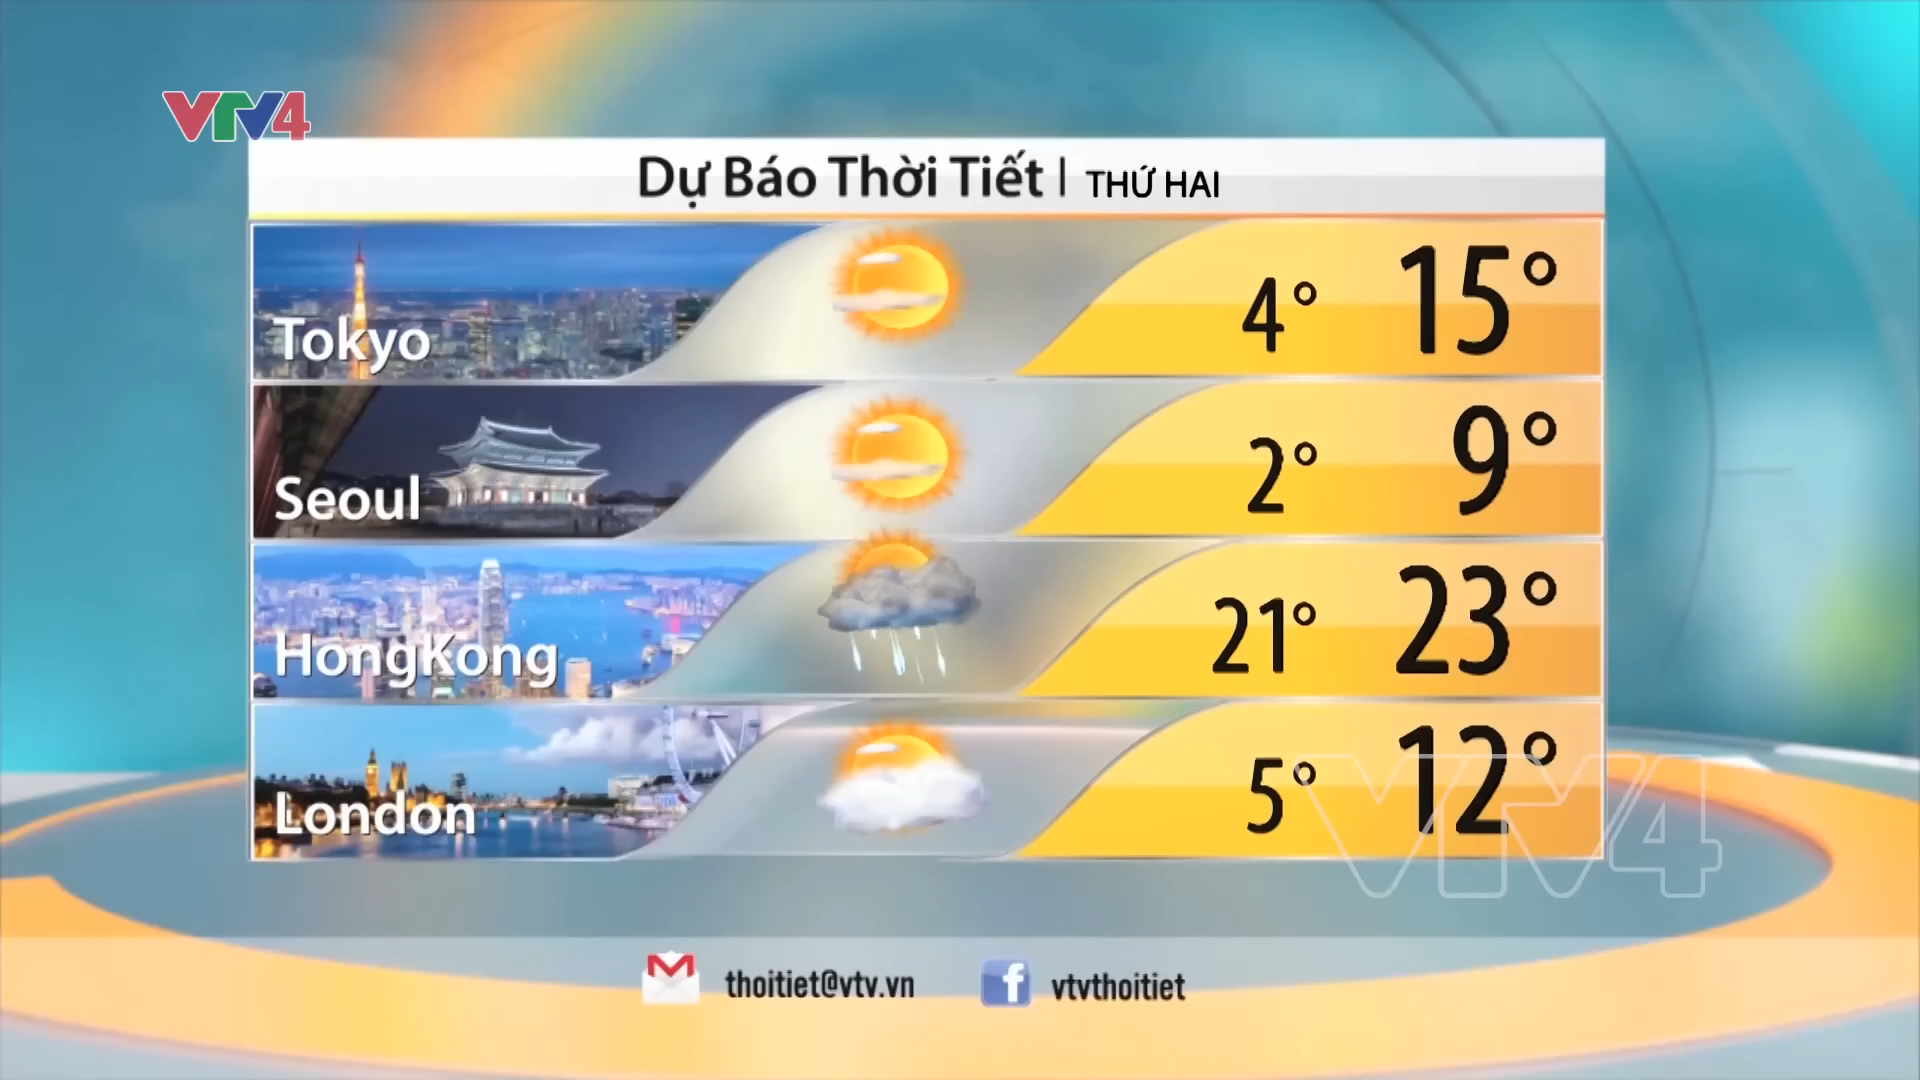 VTV4
Dự Báo Thời Tiết | THỨ HAI
Tokyo 4° 15°
Seoul 2° 9°
HongKong 21° 23°
London 5° 12°
VTV4
thoitiet@vtv.vn vtvthoitiet